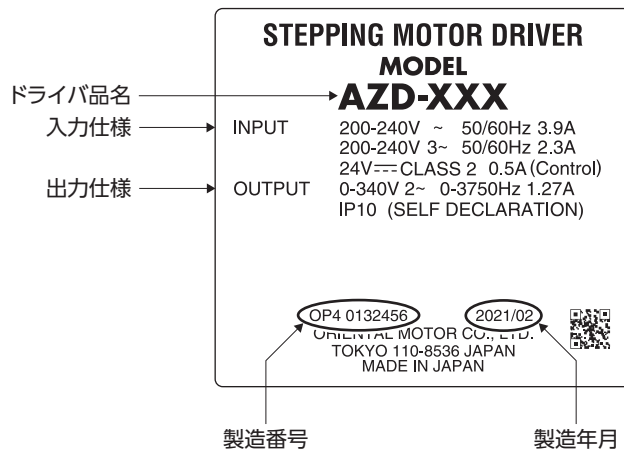 STEPPING MOTOR DRIVER
MODEL
ドライバ品名
AZD-XXX
入力仕様
INPUT
200-240V ~ 50/60Hz 3.9A
200-240V 3~ 50/60Hz 2.3A
24V⎓CLASS 2 0.5A (Control)
出力仕様
OUTPUT
0-340V 2~ 0-3750Hz 1.27A
IP10 (SELF DECLARATION)
OP4 0132456
2021/02
ORIENTAL MOTOR CO., LTD.
TOKYO 110-8536 JAPAN
MADE IN JAPAN
製造番号
製造年月